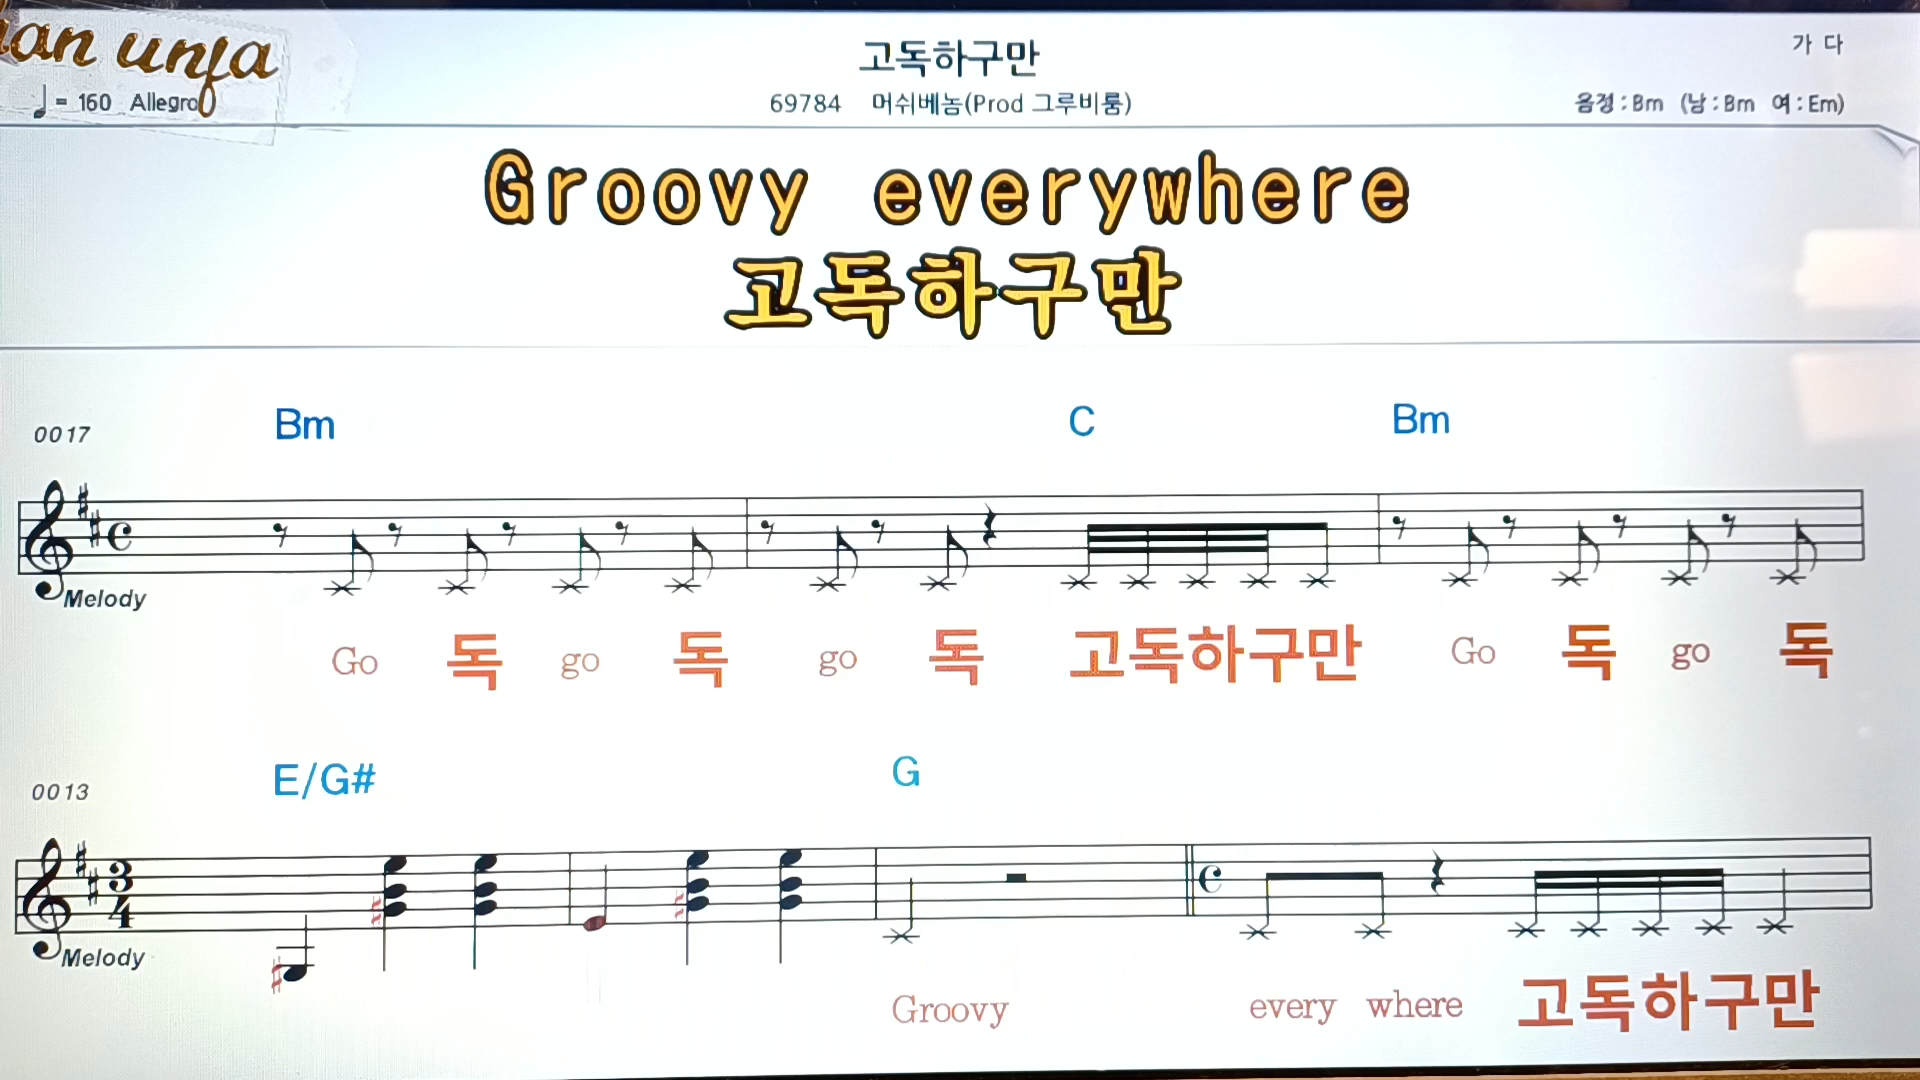 고독하구만
가 다
= 160 Allegro
69784 머쉬베놈(Prod 그루비룸)
음정 : Bm (남 : Bm 여 : Em)
Groovy everywhere
고독하구만
0017
Bm C Bm
Melody
Go 독 go 독 go 독 고독하구만 Go 독 go 독
0013
E/G# G
3
4
Melody
Groovy every where 고독하구만